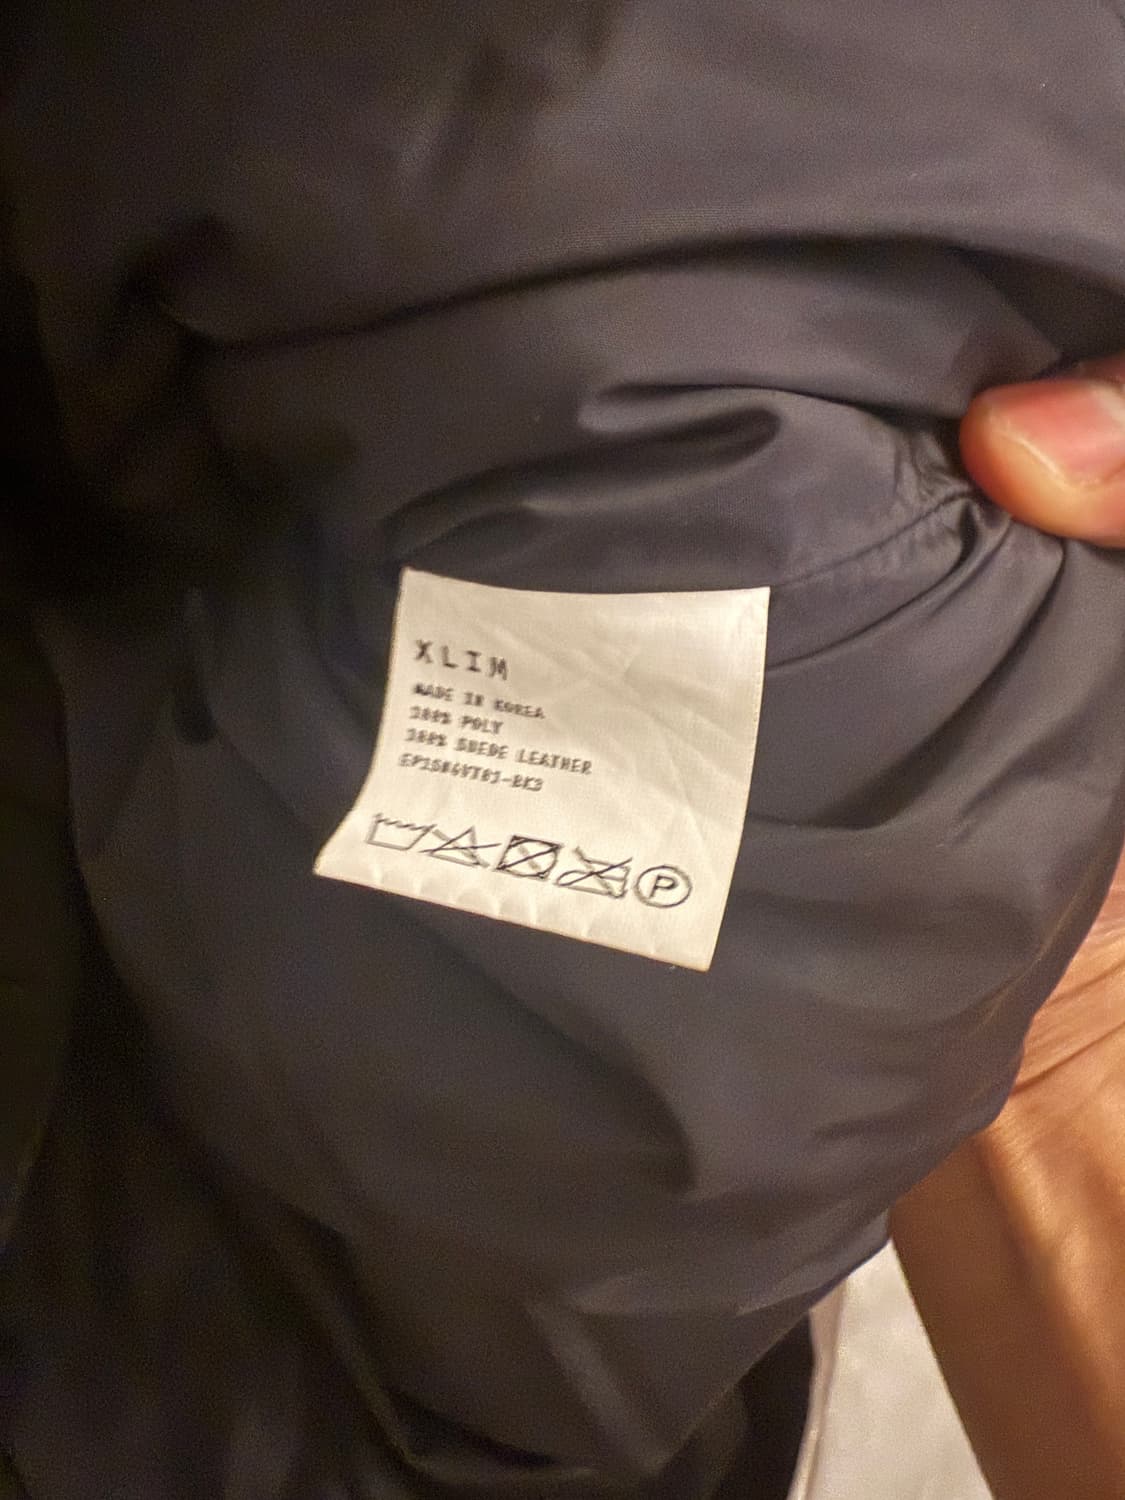 XLIM
MADE IN KOREA
100% POLY
100% SUEDE LEATHER
P